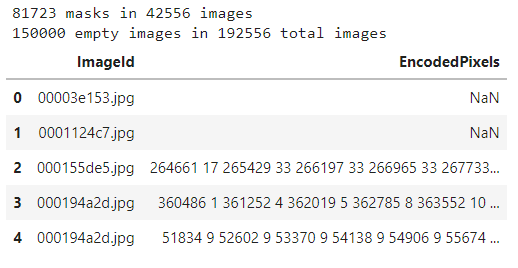 81723 masks in 42556 images
150000 empty images in 192556 total images
ImageId EncodedPixels
0 00003e153.jpg NaN
1 0001124c7.jpg NaN
2 000155de5.jpg 264661 17 265429 33 266197 33 266965 33 267733...
3 000194a2d.jpg 360486 1 361252 4 362019 5 362785 8 363552 10 ...
4 000194a2d.jpg 51834 9 52602 9 53370 9 54138 9 54906 9 55674 ...